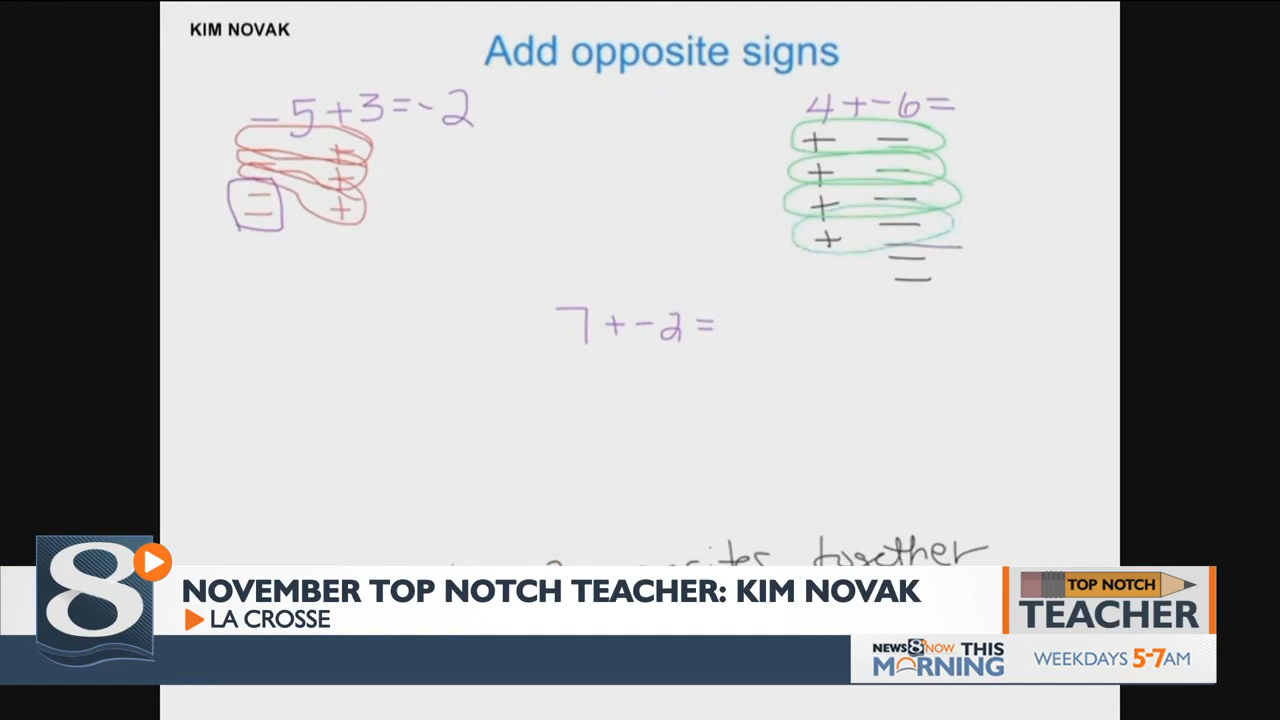 KIM NOVAK
Add opposite signs
-5+3=-2
4+-6=
+ -
+ -
+ -
+ -
-
-
+
+
+
-
-
7+-2=
together
8
NOVEMBER TOP NOTCH TEACHER: KIM NOVAK
LA CROSSE
TOP NOTCH
TEACHER
NEWS 8 NOW THIS
MORNING
WEEKDAYS 5-7AM